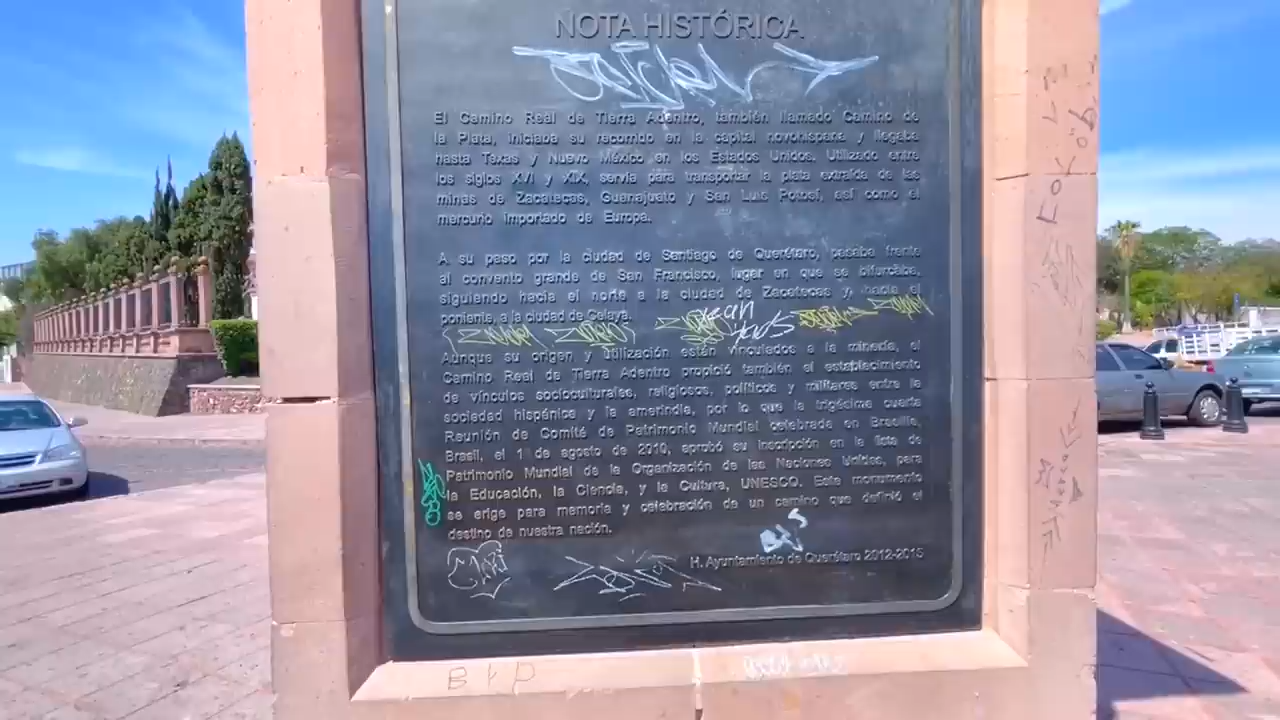 NOTA HISTÓRICA
El Camino Real de Tierra Adentro, también llamado Camino de
la Plata, iniciaba su recorrido en la capital novohispana y llegaba
hasta Texas y Nuevo México en los Estados Unidos. Utilizado entre
los siglos XVI y XIX, servía para transportar la plata extraída de las
minas de Zacatecas, Guanajuato y San Luis Potosí, así como el
mercurio importado de Europa.
A su paso por la ciudad de Santiago de Querétaro, pasaba frente
al convento grande de San Francisco, lugar en que se bifurcaba,
siguiendo hacia el norte a la ciudad de Zacatecas y, hacia el
poniente, a la ciudad de Celaya.
Aunque su origen y utilización están vinculados a la minería, el
Camino Real de Tierra Adentro propició también el establecimiento
de vínculos socioculturales, religiosos, políticos y militares entre la
sociedad hispánica y la amerindia, por lo que la trigésima cuarta
Reunión de Comité de Patrimonio Mundial celebrada en Brasilia,
Brasil, el 1° de agosto de 2010, aprobó su inscripción en la lista de
Patrimonio Mundial de la Organización de las Naciones Unidas, para
la Educación, la Ciencia, y la Cultura, UNESCO. Este monumento
se erige para memoria y celebración de un camino que definió el
destino de nuestra nación.
H. Ayuntamiento de Querétaro 2012-2015